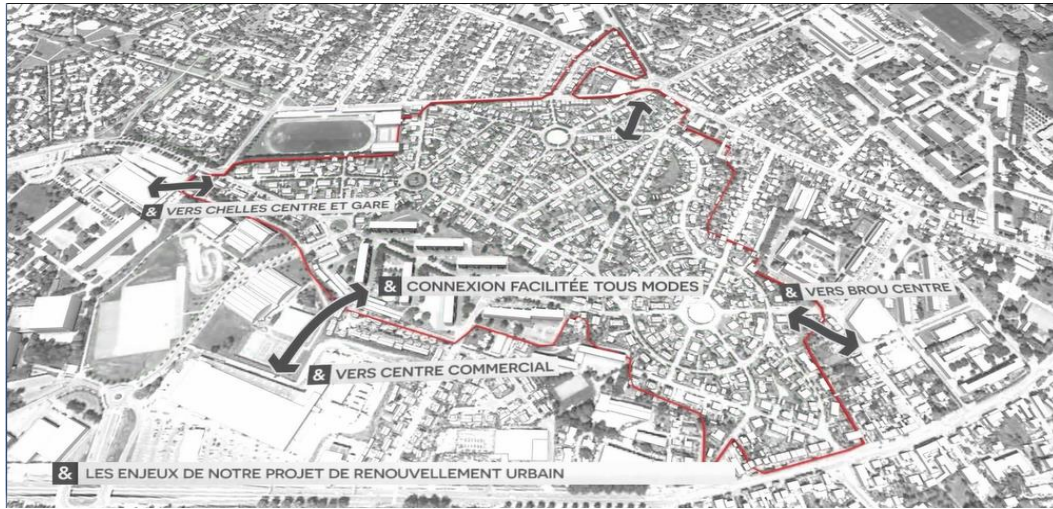 & VERS CHELLES CENTRE ET GARE
& CONNEXION FACILITÉE TOUS MODES
& VERS BROU CENTRE
& VERS CENTRE COMMERCIAL
& LES ENJEUX DE NOTRE PROJET DE RENOUVELLEMENT URBAIN